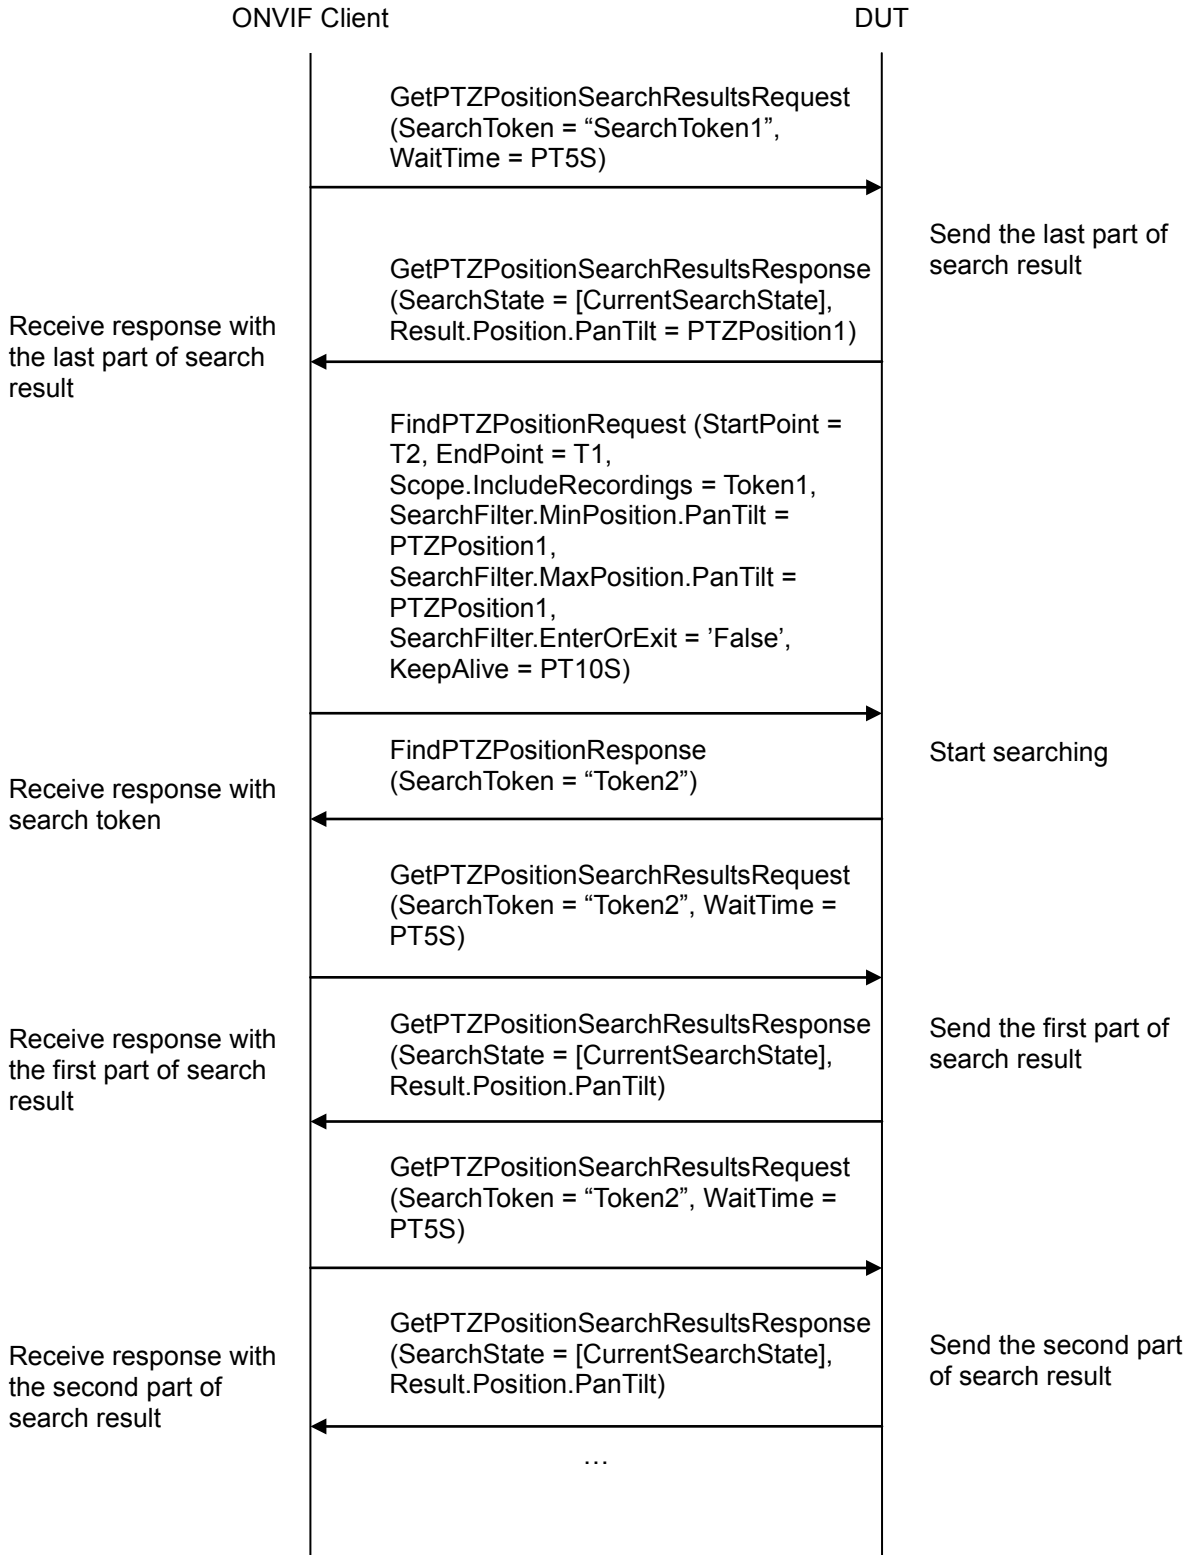 ONVIF Client
DUT
GetPTZPositionSearchResultsRequest
(SearchToken = “SearchToken1”,
WaitTime = PT5S)
Send the last part of
search result
GetPTZPositionSearchResultsResponse
(SearchState = [CurrentSearchState],
Result.Position.PanTilt = PTZPosition1)
Receive response with
the last part of search
result
FindPTZPositionRequest (StartPoint =
T2, EndPoint = T1,
Scope.IncludeRecordings = Token1,
SearchFilter.MinPosition.PanTilt =
PTZPosition1,
SearchFilter.MaxPosition.PanTilt =
PTZPosition1,
SearchFilter.EnterOrExit = ’False’,
KeepAlive = PT10S)
Start searching
FindPTZPositionResponse
(SearchToken = “Token2”)
Receive response with
search token
GetPTZPositionSearchResultsRequest
(SearchToken = “Token2”, WaitTime =
PT5S)
Send the first part of
search result
GetPTZPositionSearchResultsResponse
(SearchState = [CurrentSearchState],
Result.Position.PanTilt)
Receive response with
the first part of search
result
GetPTZPositionSearchResultsRequest
(SearchToken = “Token2”, WaitTime =
PT5S)
Send the second part
of search result
GetPTZPositionSearchResultsResponse
(SearchState = [CurrentSearchState],
Result.Position.PanTilt)
Receive response with
the second part of
search result
…